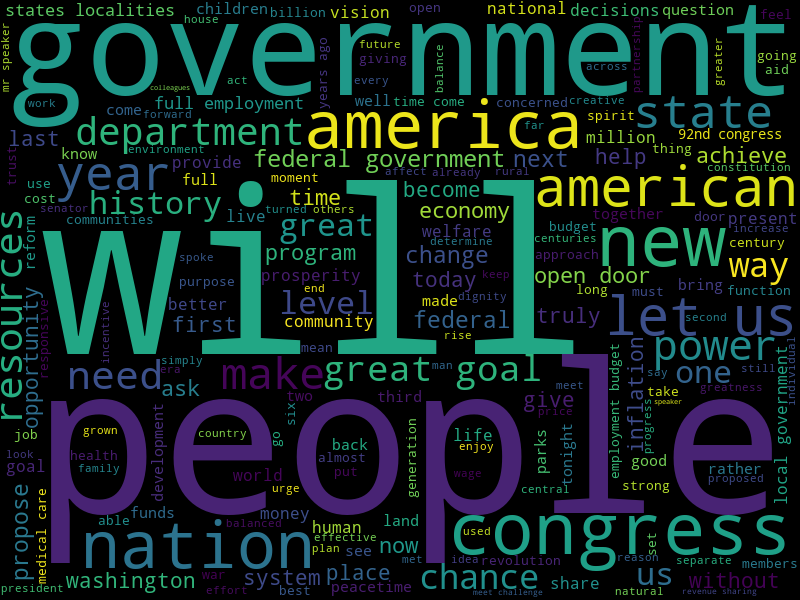 states localities
children
billion
vision
open
national
decisions
question
feel
mr speaker
house
government
future
giving
every
balance
across
partnership
greater
going
aid
colleagues
act
years ago
work
come
forward
full employment
well
time come
concerned
creative
spirit
state
last
department
america
far
million
92nd congress
trust
know
environment
provide
federal government
next
help
thing
achieve
constitution
year
use
cost
full
moment
affect
already
rural
american
history
time
others
become
senator
communities
live
turned
great
economy
together
door
present
reform
welfare
determine
centuries
budget
increase
new
century
way
spoke
program
change
approach
resources
purpose
prosperity
today
keep
open door
bring
function
better
end
level
made
dignity
long
must
will
opportunity
responsive
incentive
first
community
federal
truly
let us
second
rise
mean
power
inflation
individual
simply
era
need
make
great goal
man
meet
one
say
still
ask
take
greatness
two
third
give
price
people
speaker
employment budget
progress
local government
job
grown
country
go
six
back
life
enjoy
parks
tonight
good
rather
look
goal
health
family
development
almost
put
world
wage
generation
strong
proposed
propose
medical care
able
funds
urge
money
human
land
central
congress
nation
balanced
effective
plan
met
see
now
used
idea
revolution
set
reason
separate
members
president
washington
war
effort
system
best
place
peacetime
chance
meet challenge
share
natural
us
without
revenue sharing